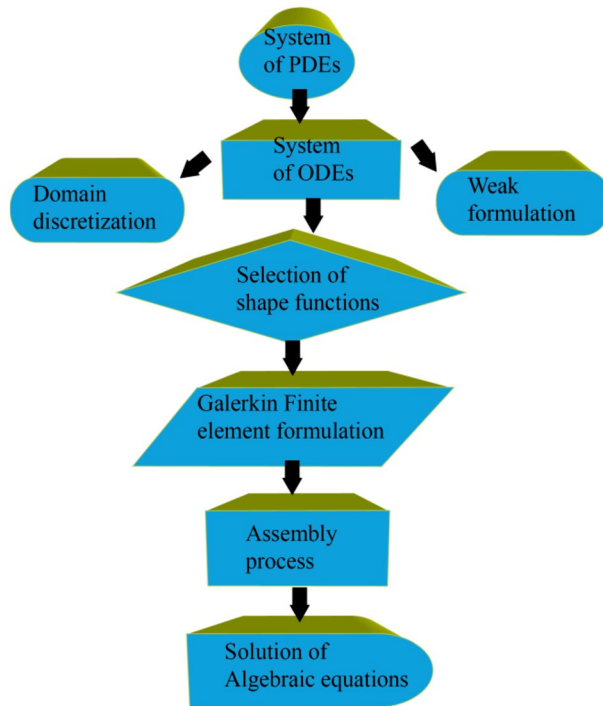 System
of PDEs
System
of ODEs
Domain
discretization
Weak
formulation
Selection of
shape functions
Galerkin Finite
element formulation
Assembly
process
Solution of
Algebraic equations